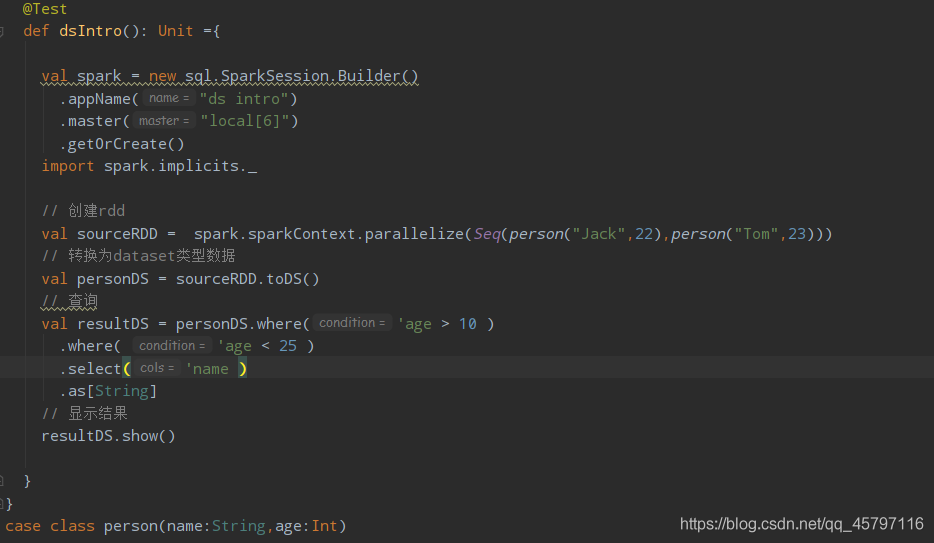 @Test
def dsIntro(): Unit ={
val spark = new sql.SparkSession.Builder()
.appName( name = "ds intro")
.master( master = "local[6]")
.getOrCreate()
import spark.implicits._
// 创建rdd
val sourceRDD =  spark.sparkContext.parallelize(Seq(person("Jack",22),person("Tom",23)))
// 转换为dataset类型数据
val personDS = sourceRDD.toDS()
// 查询
val resultDS = personDS.where( condition = 'age > 10 )
.where( condition = 'age < 25 )
.select( cols = 'name )
.as[String]
// 显示结果
resultDS.show()
}
}
case class person(name:String,age:Int)
https://blog.csdn.net/qq_45797116